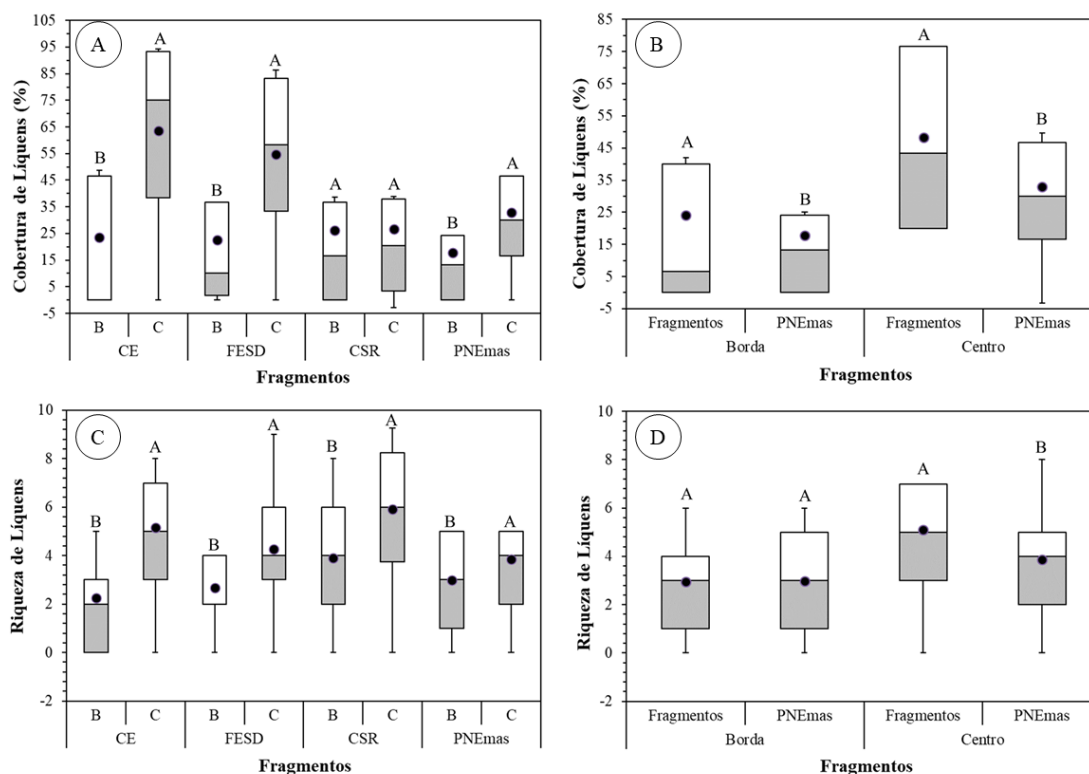 A
Cobertura de Líquens (%)
105
95
85
75
65
55
45
35
25
15
5
-5
B A B A A A B A
B C B C B C B C
CE FESD CSR PNEmas
Fragmentos
B
Cobertura de Líquens (%)
85
75
65
55
45
35
25
15
5
-5
A B A B
Fragmentos PNEmas Fragmentos PNEmas
Borda Centro
Fragmentos
C
Riqueza de Líquens
10
8
6
4
2
0
-2
B A B A B A B A
B C B C B C B C
CE FESD CSR PNEmas
Fragmentos
D
Riqueza de Líquens
10
8
6
4
2
0
-2
A A A B
Fragmentos PNEmas Fragmentos PNEmas
Borda Centro
Fragmentos